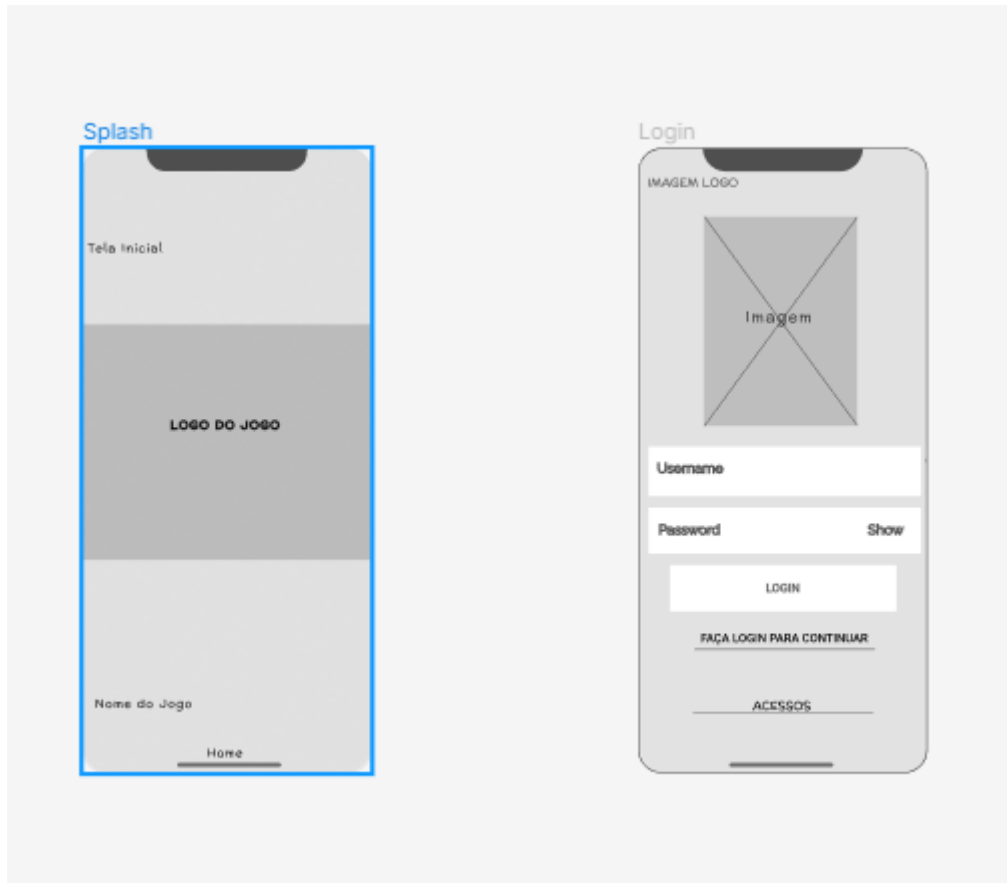 Splash
Tela Inicial
LOGO DO JOGO
Nome do Jogo
Home
Login
IMAGEM LOGO
Imagem
Username
Password Show
LOGIN
FAÇA LOGIN PARA CONTINUAR
ACESSOS